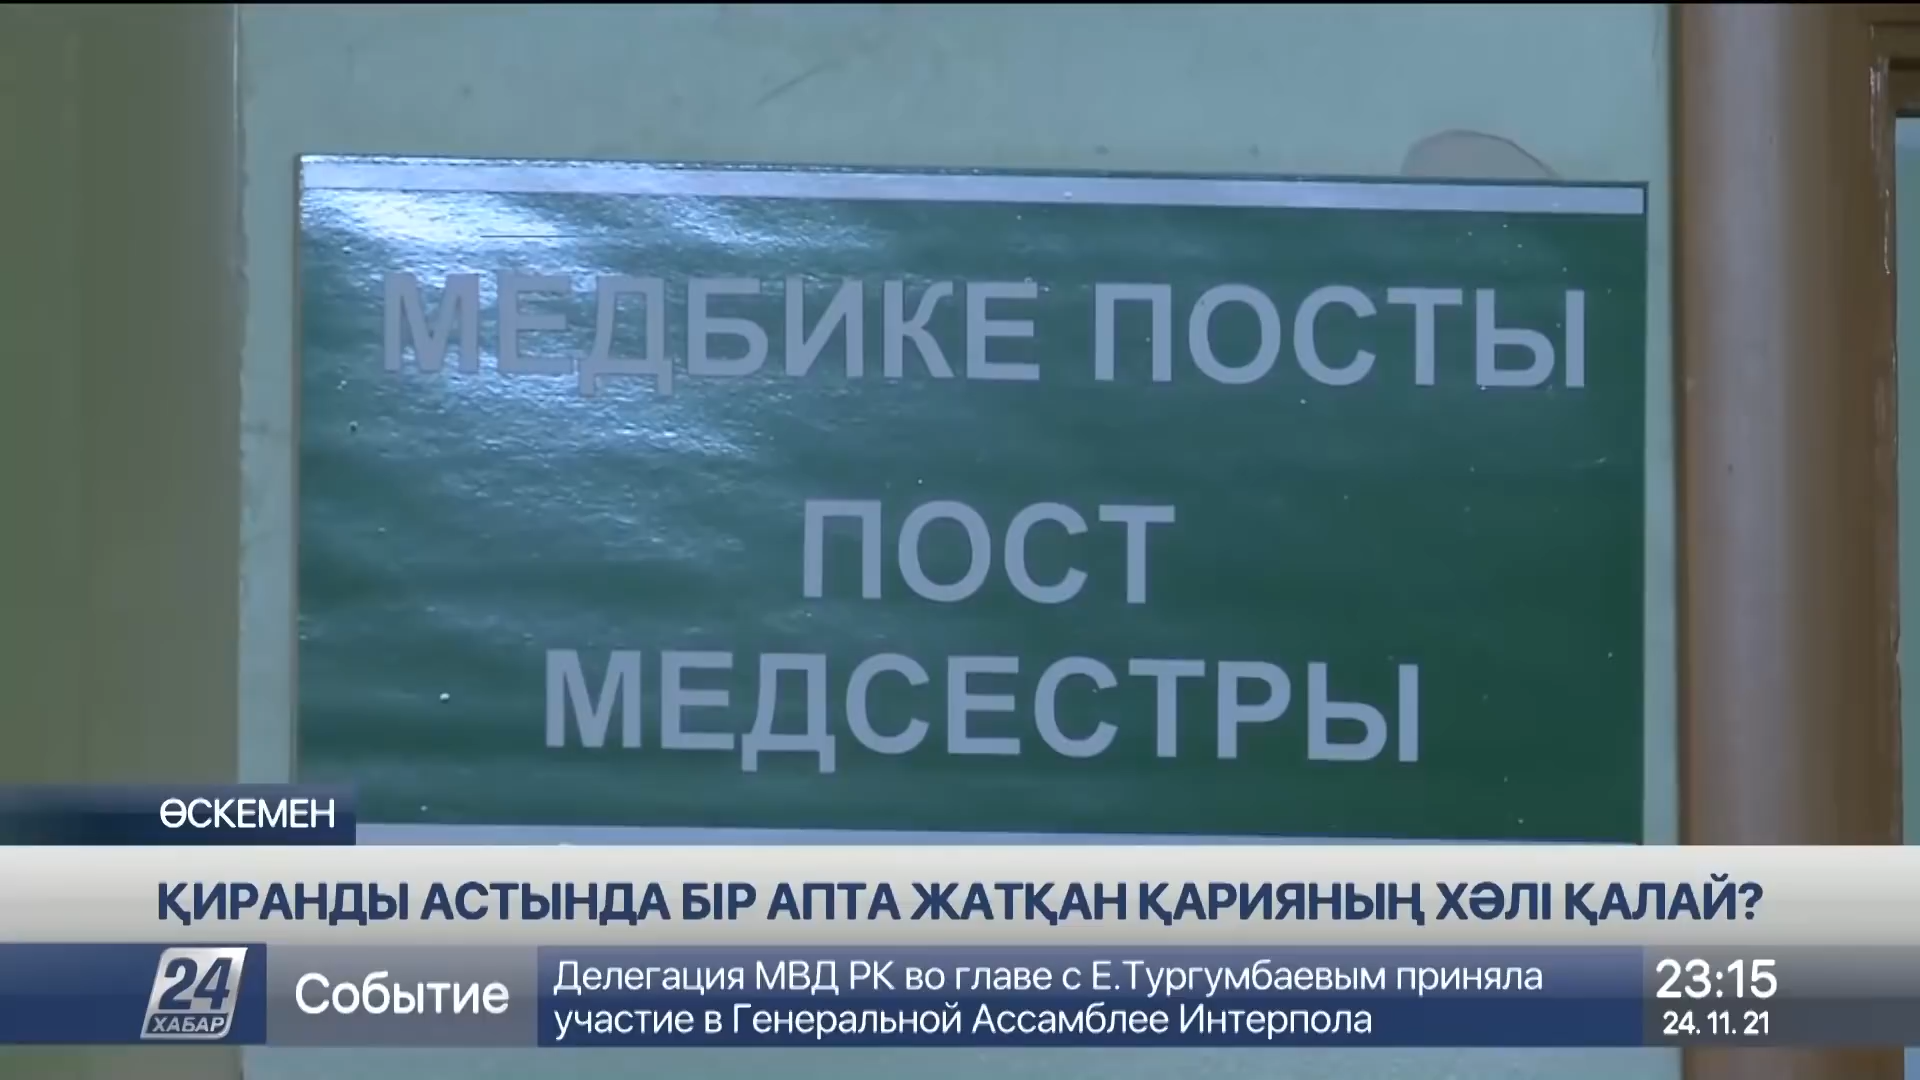 МЕДБИКЕ ПОСТЫ
ПОСТ
МЕДСЕСТРЫ
ӨСКЕМЕН
ҚИРАНДЫ АСТЫНДА БІР АПТА ЖАТҚАН ҚАРИЯНЫҢ ХӘЛІ ҚАЛАЙ?
24
ХАБАР
Событие
Делегация МВД РК во главе с Е.Тургумбаевым приняла
участие в Генеральной Ассамблее Интерпола
23:15
24. 11. 21